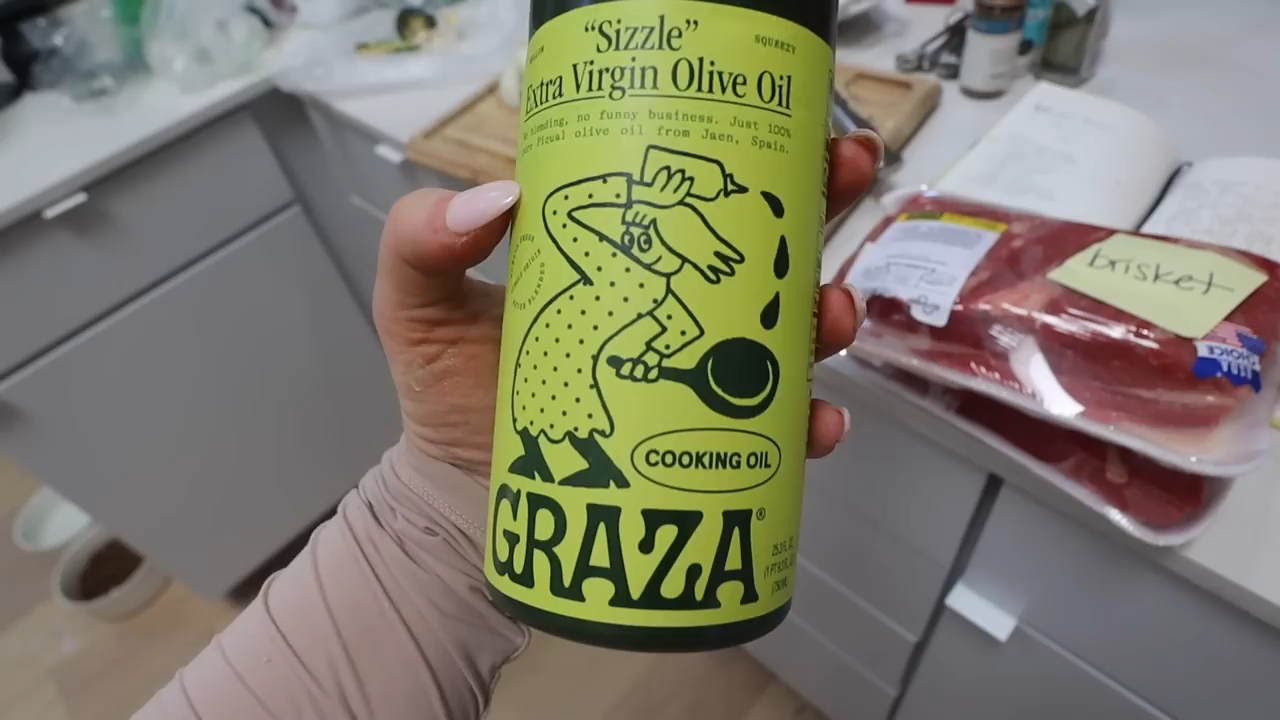 "Sizzle"
SQUEEZY
Extra Virgin Olive Oil
blending, no funny business. Just 100%
Picual olive oil from Jaen, Spain.
COOKING OIL
GRAZA®
brisket
CHOICE